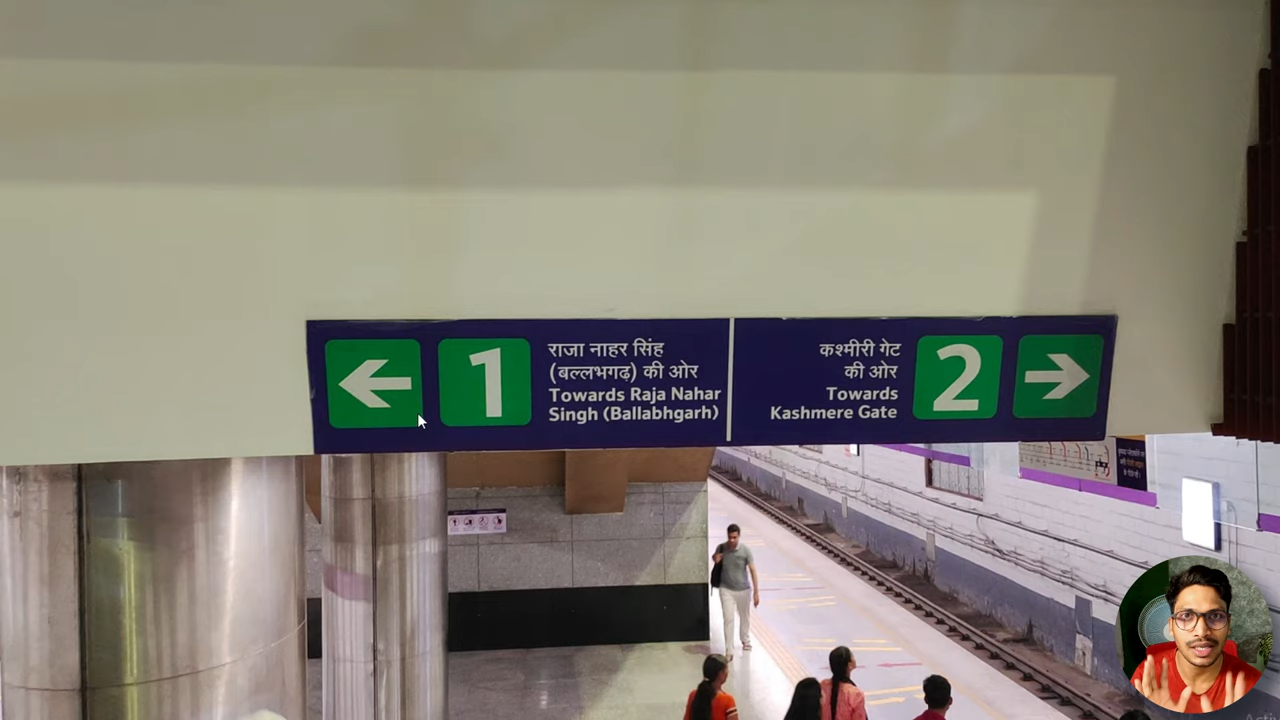 1
राजा नाहर सिंह
(बल्लभगढ़) की ओर
Towards Raja Nahar
Singh (Ballabhgarh)
कश्मीरी गेट
की ओर
Towards
Kashmere Gate
2